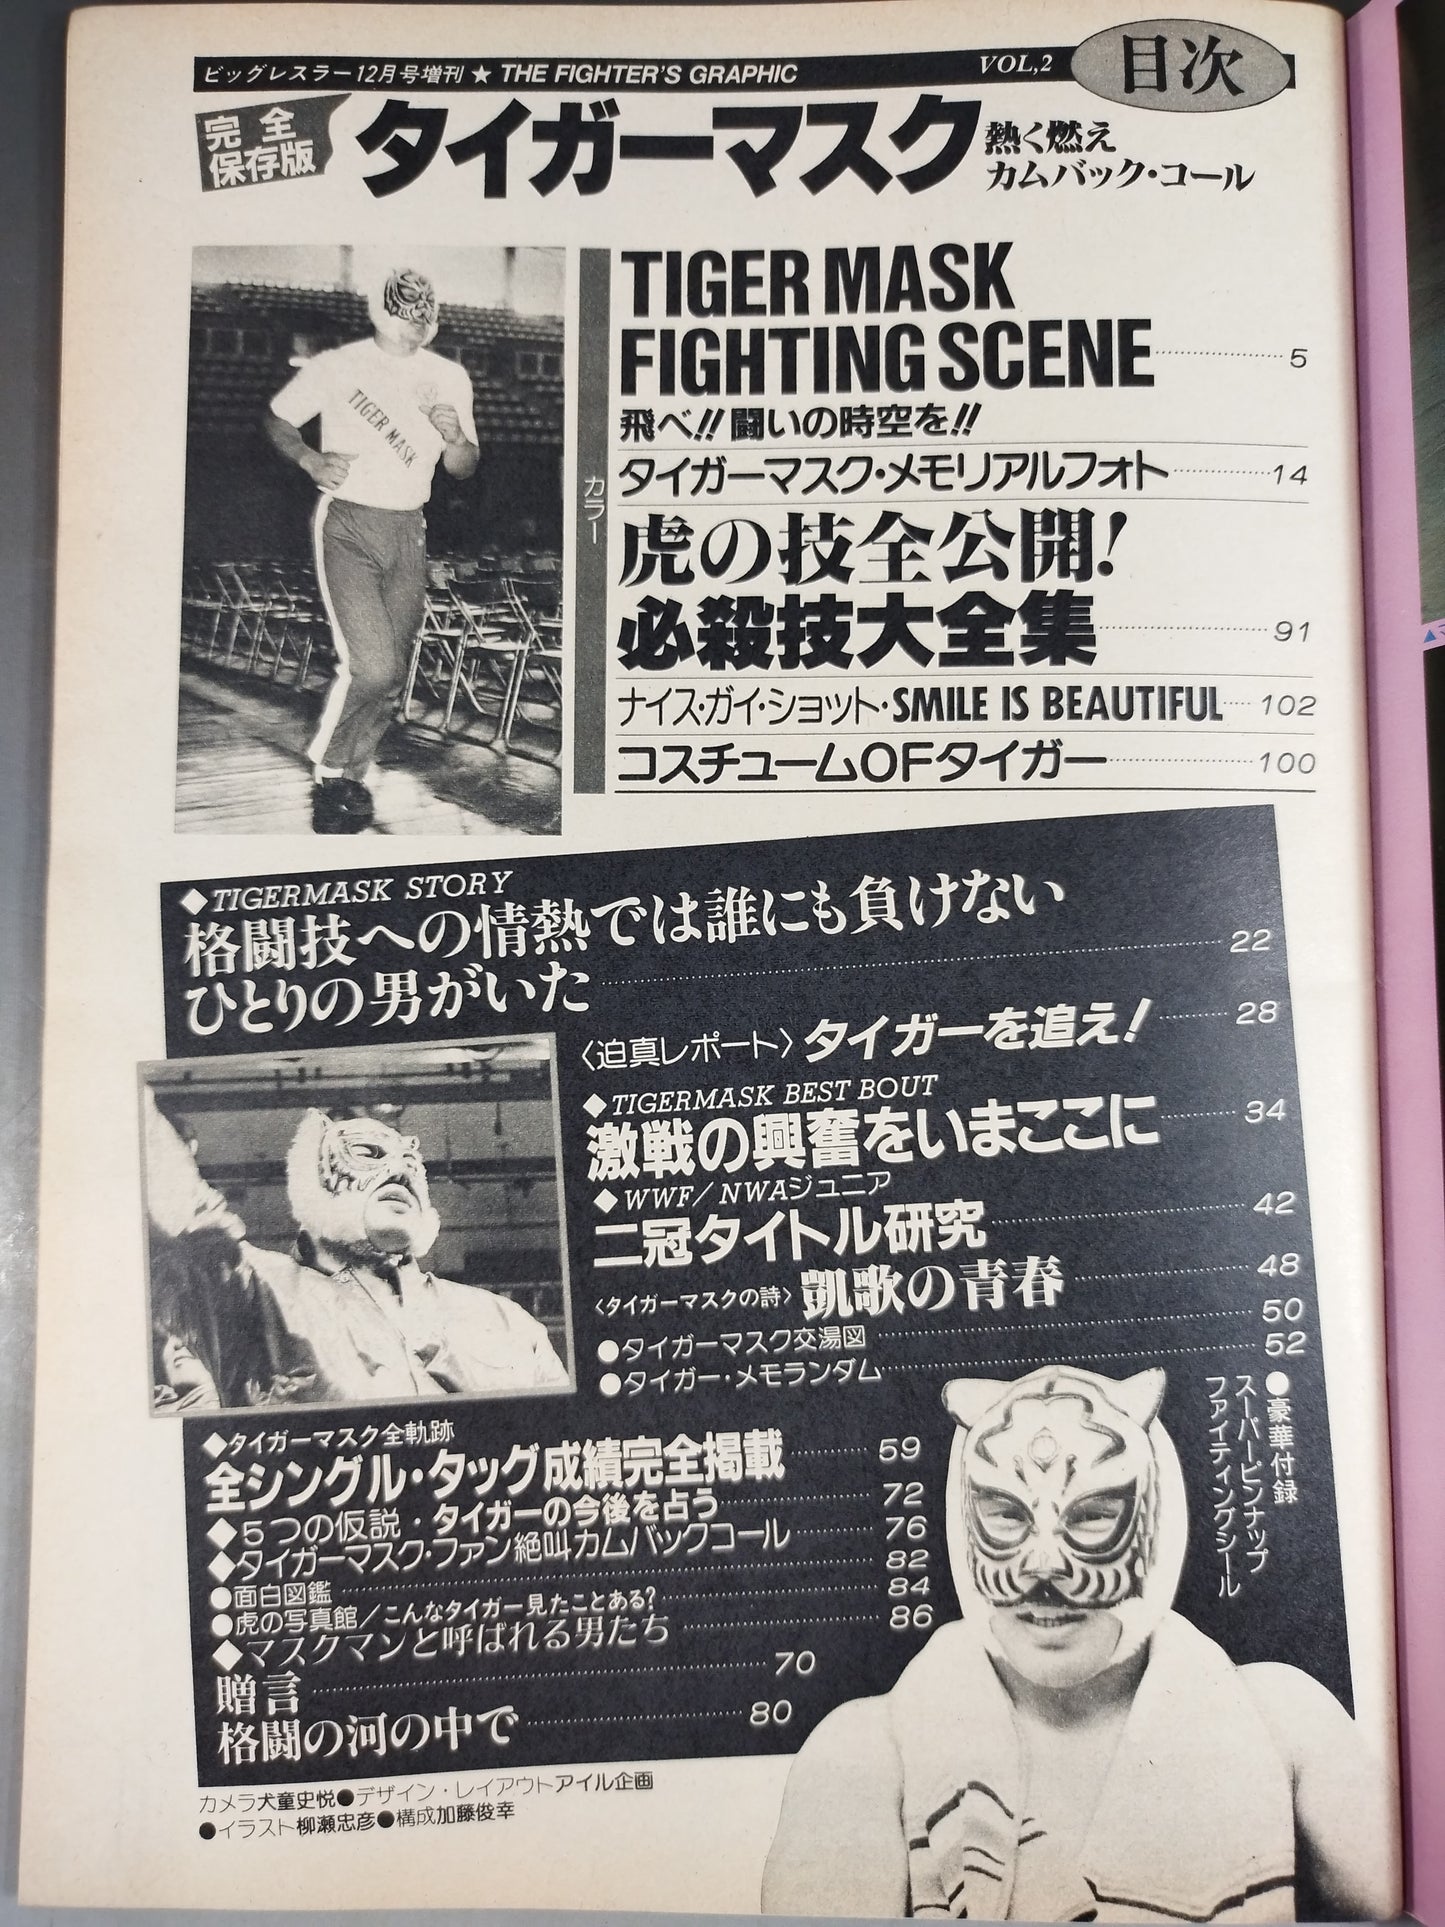 ビッグレスラー12月号増刊★THE FIGHTER'S GRAPHIC VOL,2
目次
完全
保存版
タイガーマスク
熱く燃え
カムバック・コール
TIGER MASK
カラー
TIGER MASK
FIGHTING SCENE 5
飛べ!!闘いの時空を!!
タイガーマスク・メモリアルフォト 14
虎の技全公開!
必殺技大全集 91
ナイス・ガイ・ショット・SMILE IS BEAUTIFUL 102
コスチュームOFタイガー 100
◆TIGERMASK STORY
格闘技への情熱では誰にも負けない
ひとりの男がいた 22
〈迫真レポート〉タイガーを追え! 28
◆TIGERMASK BEST BOUT
激戦の興奮をいまここに 34
◆WWF/NWAジュニア
二冠タイトル研究 42
〈タイガーマスクの詩〉凱歌の青春 48
●タイガーマスク交湯図 50
●タイガー・メモランダム 52
◆タイガーマスク全軌跡
全シングル・タッグ成績完全掲載 59
◆5つの仮説・タイガーの今後を占う 72
◆タイガーマスク・ファン絶叫カムバックコール 76
●面白図鑑 82
●虎の写真館/こんなタイガー見たことある? 84
◆マスクマンと呼ばれる男たち 86
贈言 70
格闘の河の中で 80
●豪華付録
スーパーピンナップ
ファイティングシール
カメラ犬童史悦●デザイン・レイアウトアイル企画
●イラスト柳瀬忠彦●構成加藤俊幸